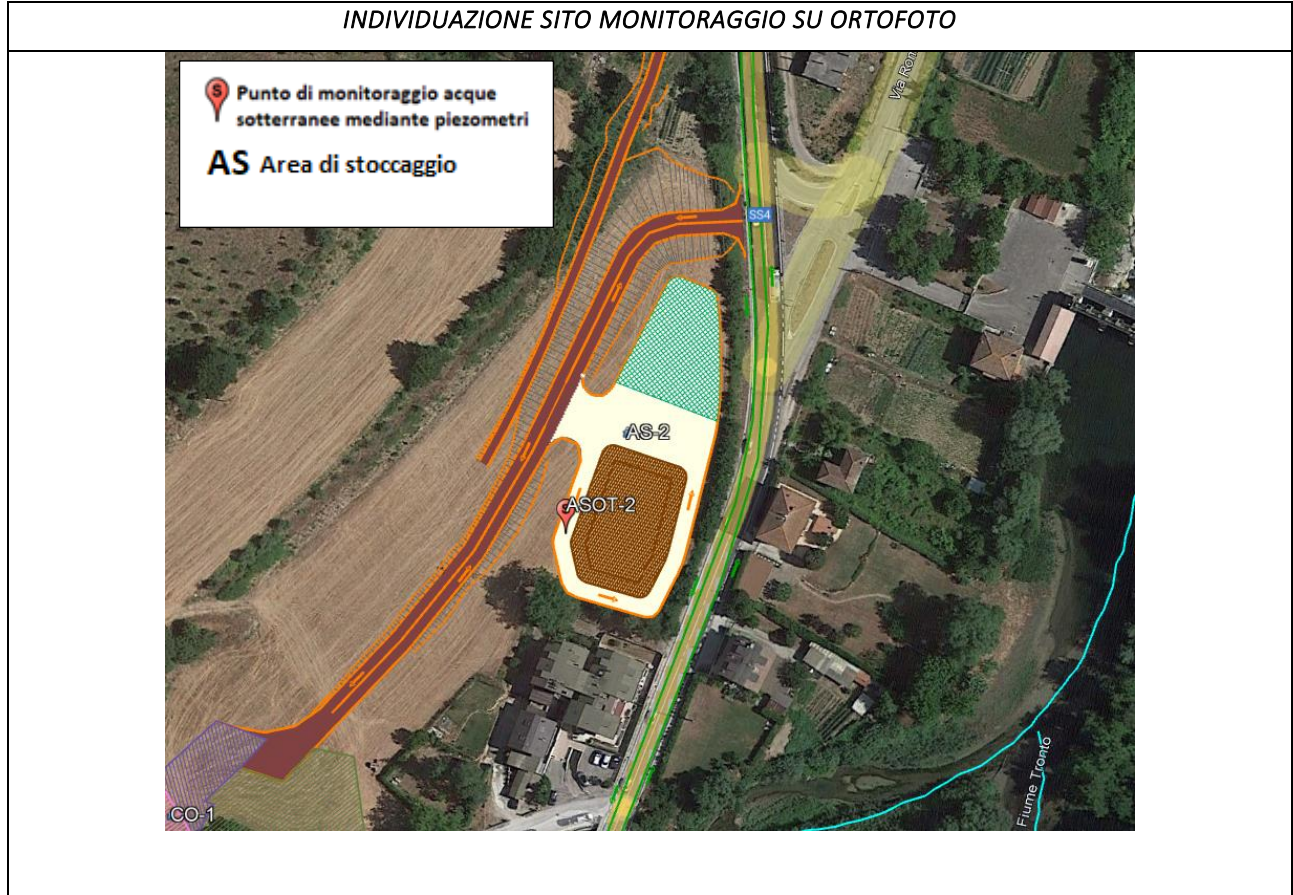 INDIVIDUAZIONE SITO MONITORAGGIO SU ORTOFOTO
S
Punto di monitoraggio acque
sotterranee mediante piezometri
AS Area di stoccaggio
SS4
AS-2
ASOT-2
CO-1
Fiume Tronto